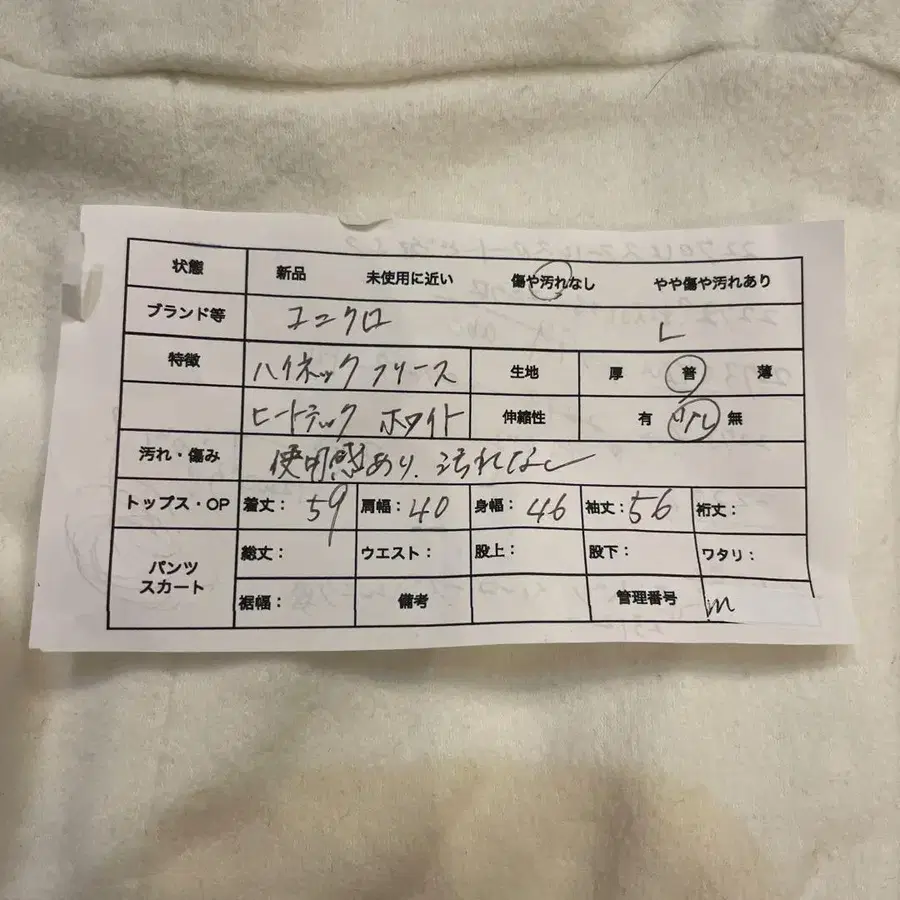 状態 新品 未使用に近い 傷や汚れなし やや傷や汚れあり
ブランド等 ユニクロ L
特徴 ハイネック フリース 生地 厚 普 薄
ヒートテック ホワイト 伸縮性 有 少し 無
汚れ・傷み 使用感あり、汚れなし
トップス・OP 着丈: 59 肩幅: 40 身幅: 46 袖丈: 56 裄丈:
パンツ スカート 総丈: ウエスト: 股上: 股下: ワタリ:
裾幅: 備考 管理番号 m